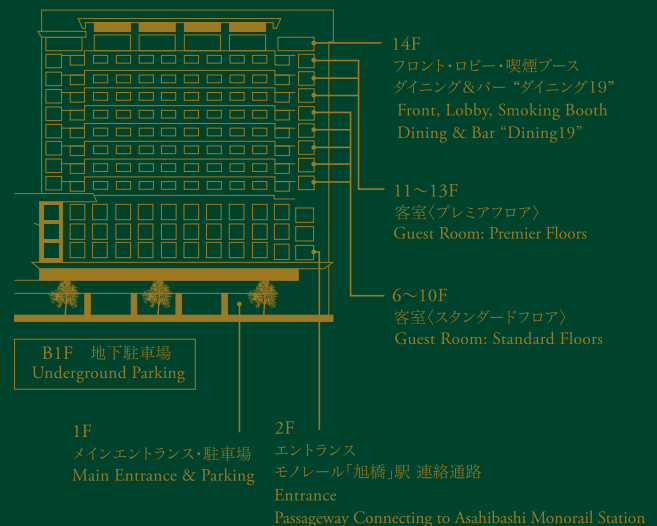 14F
フロント・ロビー・喫煙ブース
ダイニング＆バー “ダイニング19”
Front, Lobby, Smoking Booth
Dining & Bar “Dining19”
11〜13F
客室〈プレミアフロア〉
Guest Room: Premier Floors
6〜10F
客室〈スタンダードフロア〉
Guest Room: Standard Floors
B1F 地下駐車場
Underground Parking
1F
メインエントランス・駐車場
Main Entrance & Parking
2F
エントランス
モノレール「旭橋」駅 連絡通路
Entrance
Passageway Connecting to Asahibashi Monorail Station